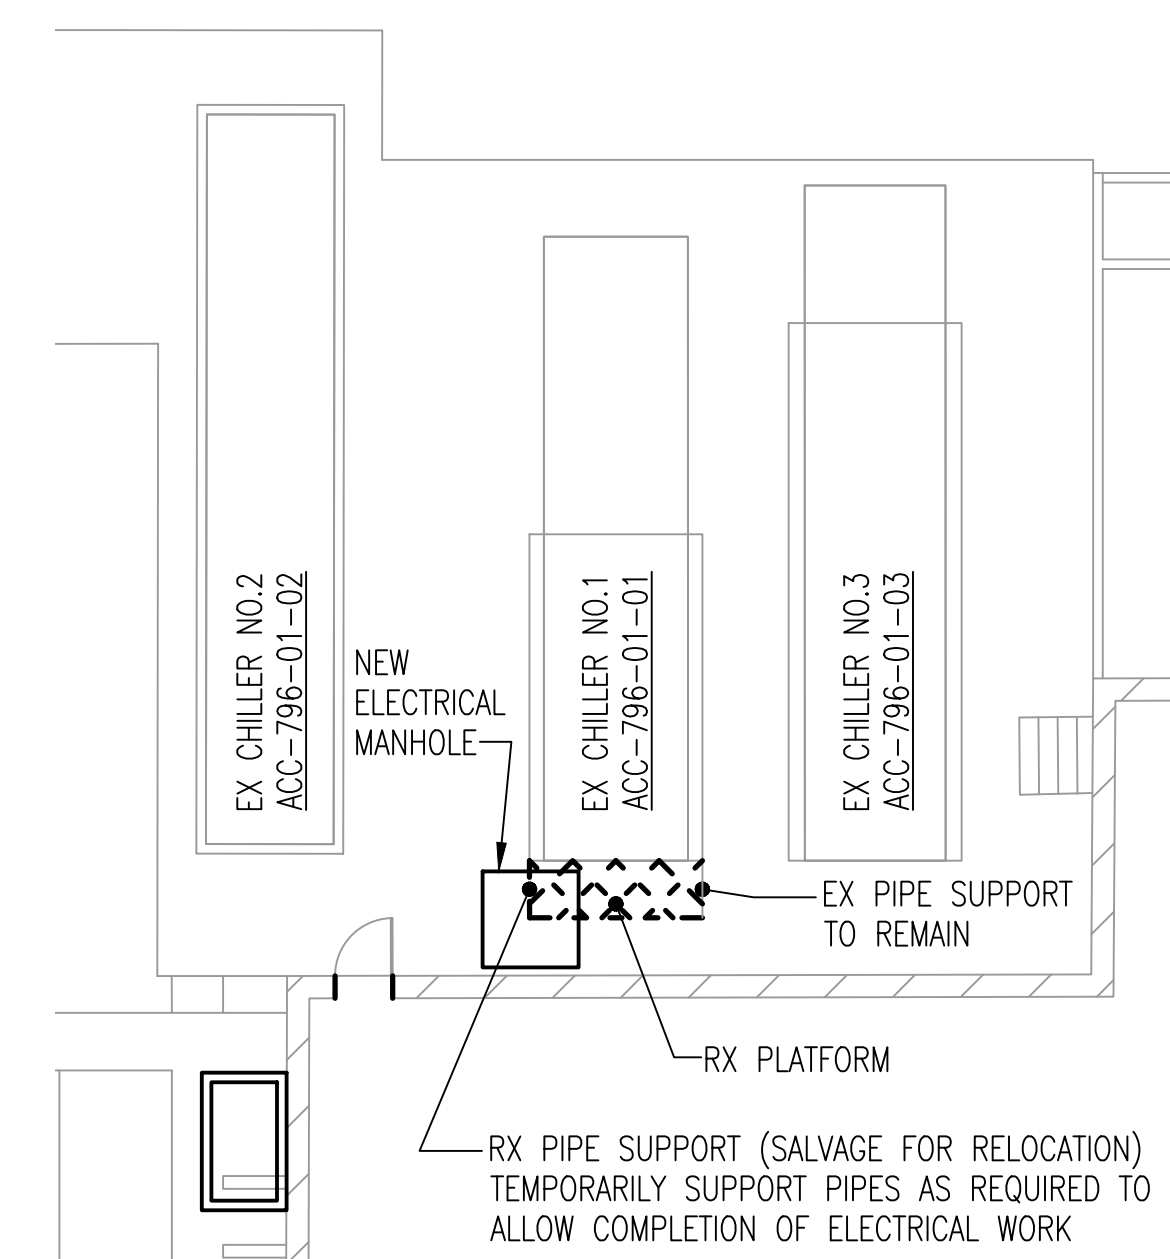 EX CHILLER NO.2
ACC-796-01-02
NEW
ELECTRICAL
MANHOLE
EX CHILLER NO.1
ACC-796-01-01
EX CHILLER NO.3
ACC-796-01-03
EX PIPE SUPPORT
TO REMAIN
RX PLATFORM
RX PIPE SUPPORT (SALVAGE FOR RELOCATION)
TEMPORARILY SUPPORT PIPES AS REQUIRED TO
ALLOW COMPLETION OF ELECTRICAL WORK